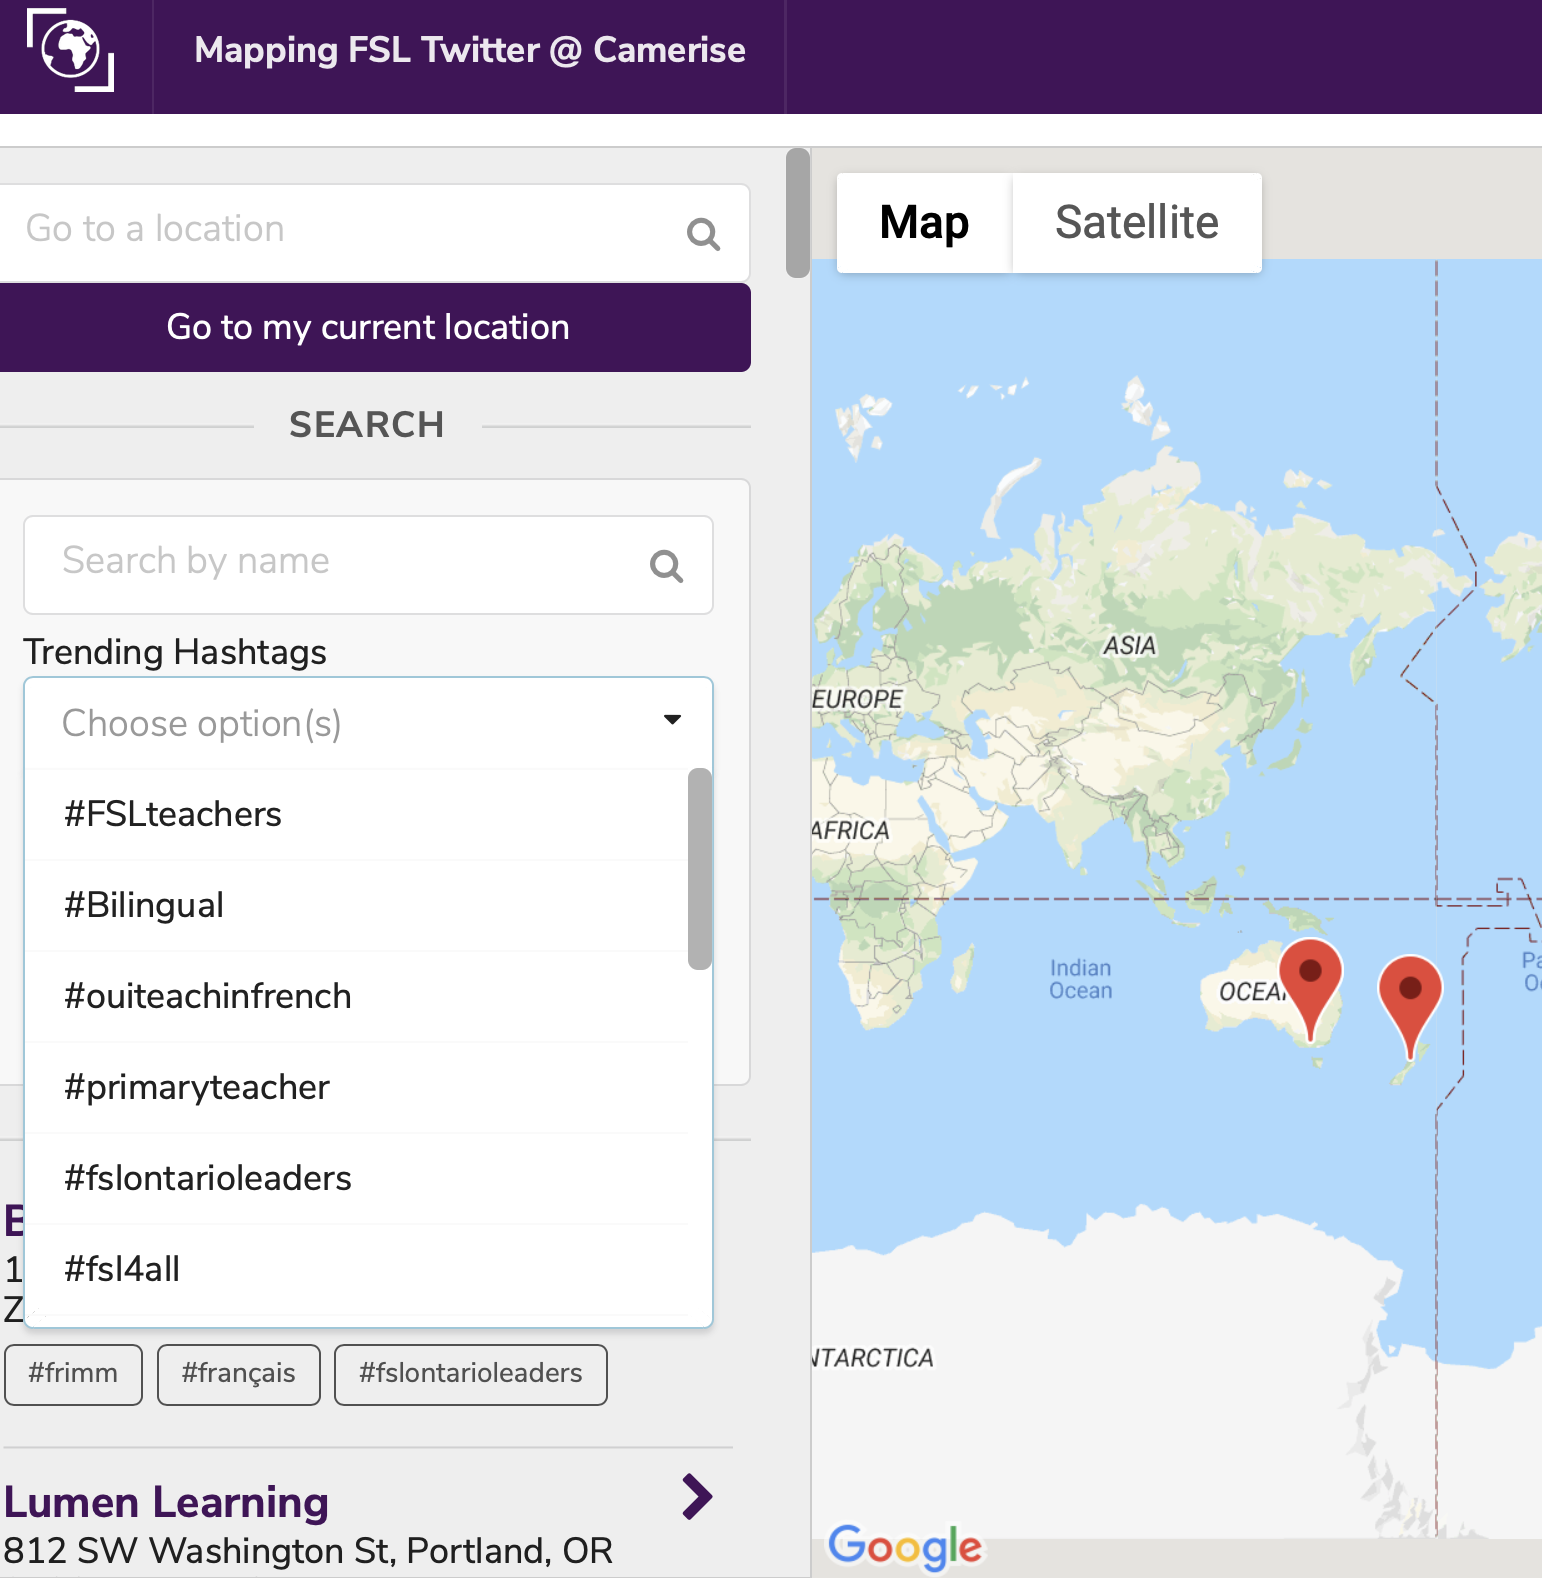 Mapping FSL Twitter @ Camerise
Go to a location
Go to my current location
SEARCH
Search by name
Trending Hashtags
Choose option(s)
#FSLteachers
#Bilingual
#ouiteachinfrench
#primaryteacher
#fslontarioleaders
#fsl4all
B
1
Z
#frimm #français #fslontarioleaders
Lumen Learning
812 SW Washington St, Portland, OR
Map Satellite
ASIA
EUROPE
AFRICA
Indian
Ocean
OCEA
Pa
Oc
NTARCTICA
Google